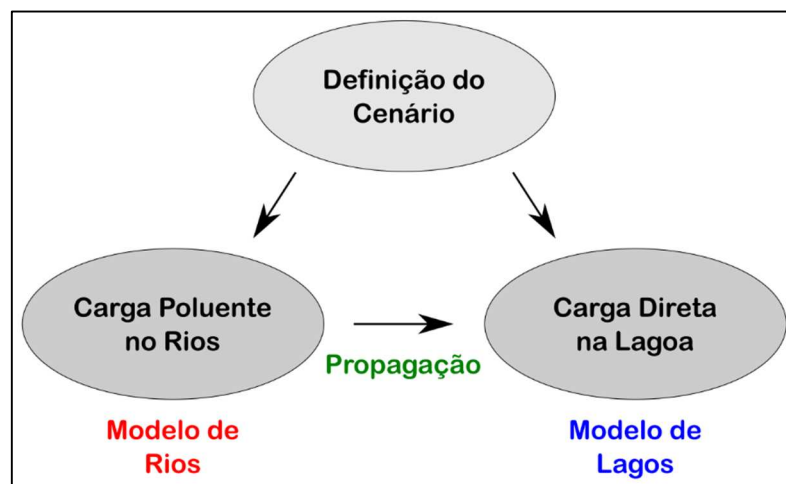 Definição do
Cenário
Carga Poluente
no Rios
Carga Direta
na Lagoa
Propagação
Modelo de
Rios
Modelo de
Lagos